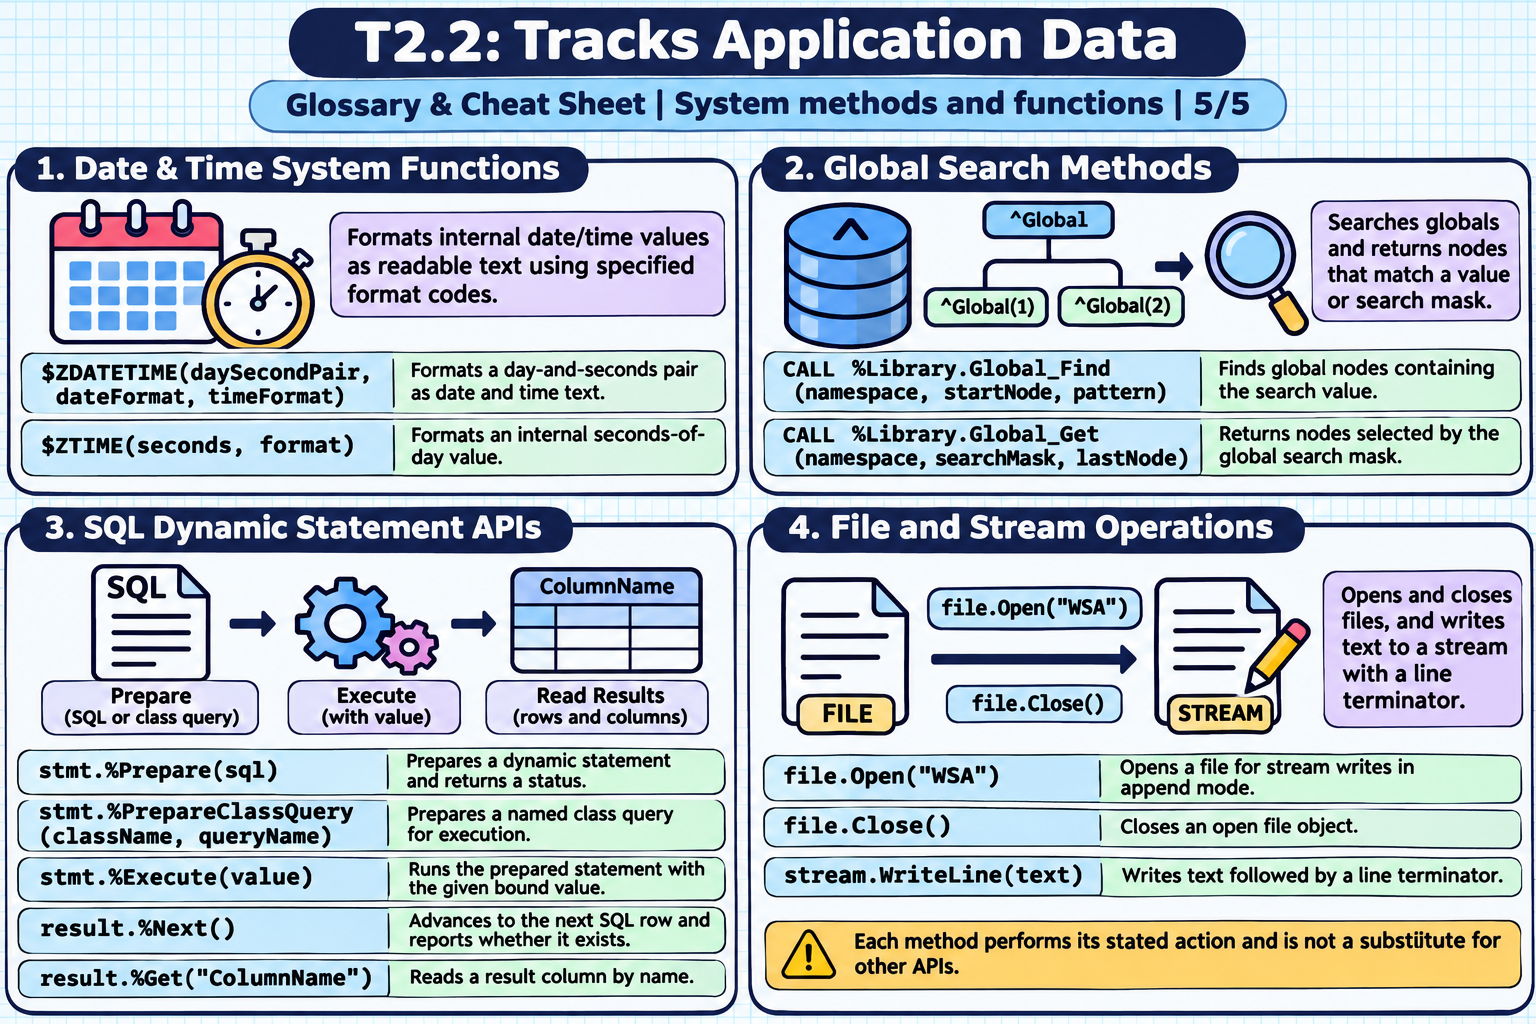 T2.2: Tracks Application Data
Glossary & Cheat Sheet | System methods and functions | 5/5
1. Date & Time System Functions
Formats internal date/time values
as readable text using specified
format codes.
$ZDATETIME(daySecondPair,
dateFormat, timeFormat)
Formats a day-and-seconds pair
as date and time text.
$ZTIME(seconds, format)
Formats an internal seconds-of-
day value.
2. Global Search Methods
^
^Global
^Global(1)
^Global(2)
Searches globals
and returns nodes
that match a value
or search mask.
CALL %Library.Global_Find
(namespace, startNode, pattern)
Finds global nodes containing
the search value.
CALL %Library.Global_Get
(namespace, searchMask, lastNode)
Returns nodes selected by the
global search mask.
3. SQL Dynamic Statement APIs
SQL
ColumnName
Prepare
(SQL or class query)
Execute
(with value)
Read Results
(rows and columns)
stmt.%Prepare(sql)
Prepares a dynamic statement
and returns a status.
stmt.%PrepareClassQuery
(className, queryName)
Prepares a named class query
for execution.
stmt.%Execute(value)
Runs the prepared statement with
the given bound value.
result.%Next()
Advances to the next SQL row and
reports whether it exists.
result.%Get("ColumnName")
Reads a result column by name.
4. File and Stream Operations
FILE
file.Open("WSA")
file.Close()
STREAM
Opens and closes
files, and writes
text to a stream
with a line
terminator.
file.Open("WSA")
Opens a file for stream writes in
append mode.
file.Close()
Closes an open file object.
stream.WriteLine(text)
Writes text followed by a line terminator.
Each method performs its stated action and is not a substiitute for
other APIs.